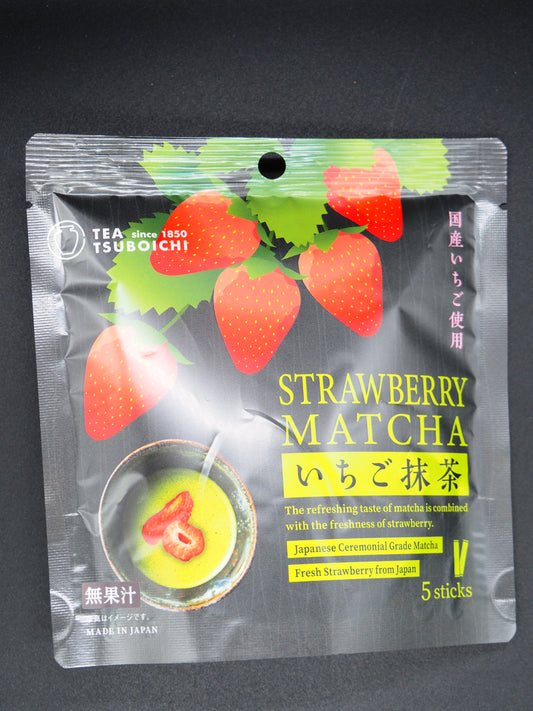 TEA since 1850
TSUBOICHI
国産いちご使用
STRAWBERRY
MATCHA
いちご抹茶
The refreshing taste of matcha is combined
with the freshness of strawberry.
Japanese Ceremonial Grade Matcha
Fresh Strawberry from Japan
5 sticks
無果汁
はイメージです。
MADE IN JAPAN